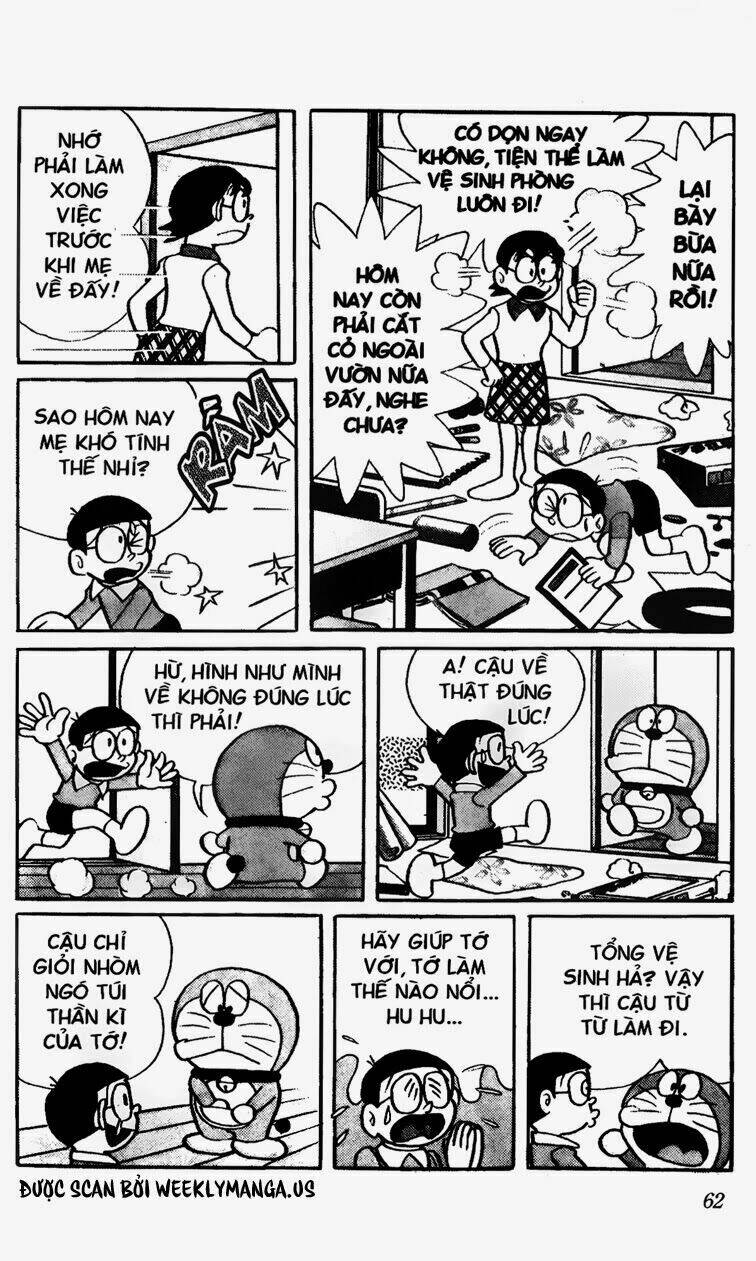 LẠI
BÀY
BỪA
NỮA
RỒI!
CÓ DỌN NGAY
KHÔNG, TIỆN THỂ LÀM
VỆ SINH PHÒNG
LUÔN ĐI!
HÔM
NAY CÒN
PHẢI CẮT
CỎ NGOÀI
VƯỜN NỮA
ĐẤY, NGHE
CHƯA?
NHỚ
PHẢI LÀM
XONG
VIỆC
TRƯỚC
KHI MẸ
VỀ ĐẤY!
SAO HÔM NAY
MẸ KHÓ TÍNH
THẾ NHỈ?
RẦM
A! CẬU VỀ
THẬT ĐÚNG
LÚC!
HỪ, HÌNH NHƯ MÌNH
VỀ KHÔNG ĐÚNG LÚC
THÌ PHẢI!
TỔNG VỆ
SINH HẢ? VẬY
THÌ CẬU TỪ
TỪ LÀM ĐI.
HÃY GIÚP TỚ
VỚI, TỚ LÀM
THẾ NÀO NỔI...
HU HU...
CẬU CHỈ
GIỎI NHÒM
NGÓ TÚI
THẦN KÌ
CỦA TỚ!
ĐƯỢC SCAN BỞI WEEKLYMANGA.US
62